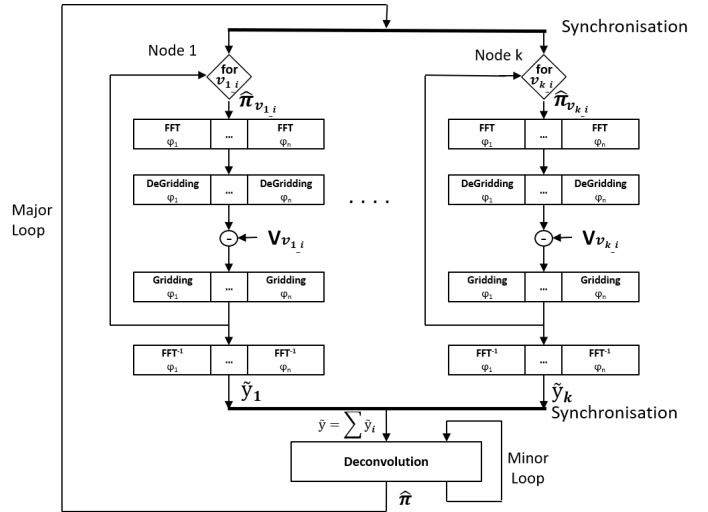 Synchronisation
Node 1
Node k
for
v₁_i
for
vₖ_i
π̂v₁_i
π̂vₖ_i
FFT
φ₁
...
FFT
φₙ
FFT
φ₁
...
FFT
φₙ
DeGridding
φ₁
...
DeGridding
φₙ
DeGridding
φ₁
...
DeGridding
φₙ
Major
Loop
. . . .
-
Vv₁_i
-
Vvₖ_i
Gridding
φ₁
...
Gridding
φₙ
Gridding
φ₁
...
Gridding
φₙ
FFT⁻¹
φ₁
...
FFT⁻¹
φₙ
FFT⁻¹
φ₁
...
FFT⁻¹
φₙ
ỹ₁
ỹₖ
Synchronisation
ỹ = ∑ ỹᵢ
Deconvolution
Minor
Loop
π̂